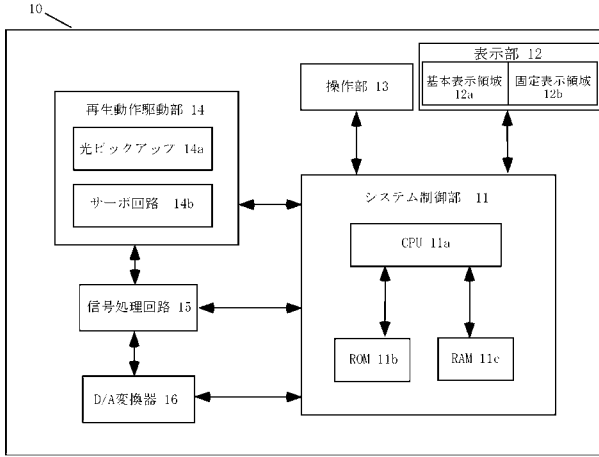 10
表示部 12
基本表示領域
12a
固定表示領域
12b
操作部 13
再生動作駆動部 14
光ピックアップ 14a
サーボ回路 14b
システム制御部 11
CPU 11a
ROM 11b
RAM 11c
信号処理回路 15
D/A変換器 16